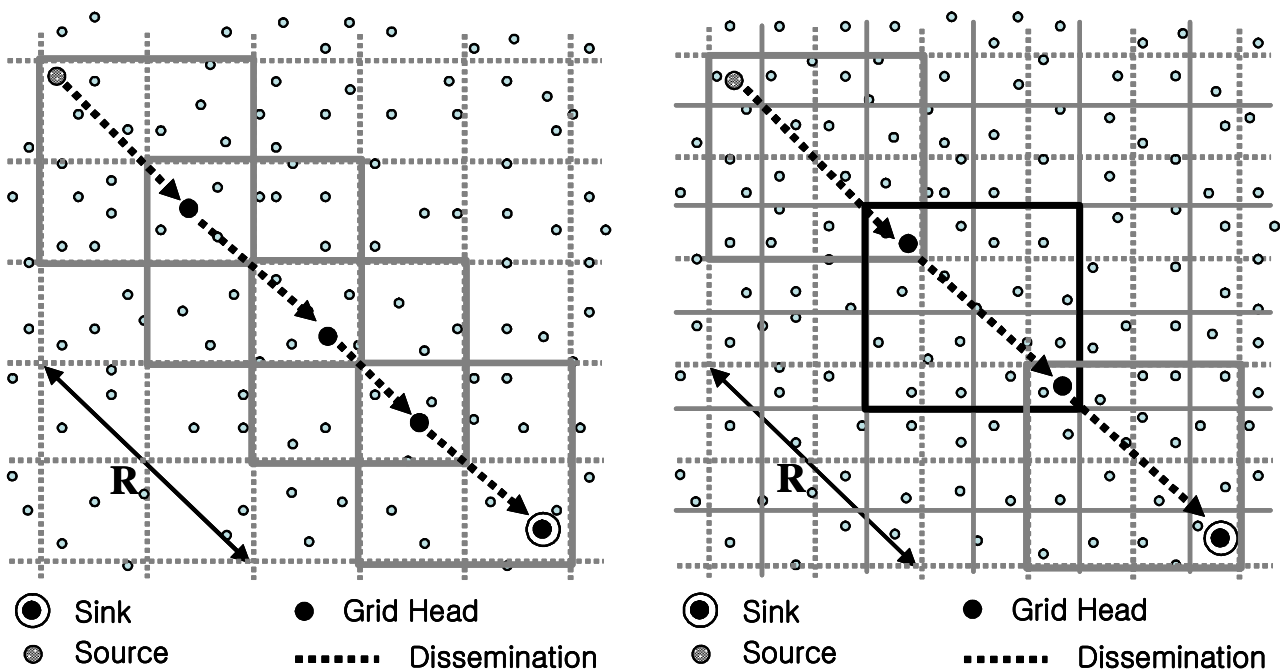 R
Sink
Grid Head
Source
Dissemination
R
Sink
Grid Head
Source
Dissemination